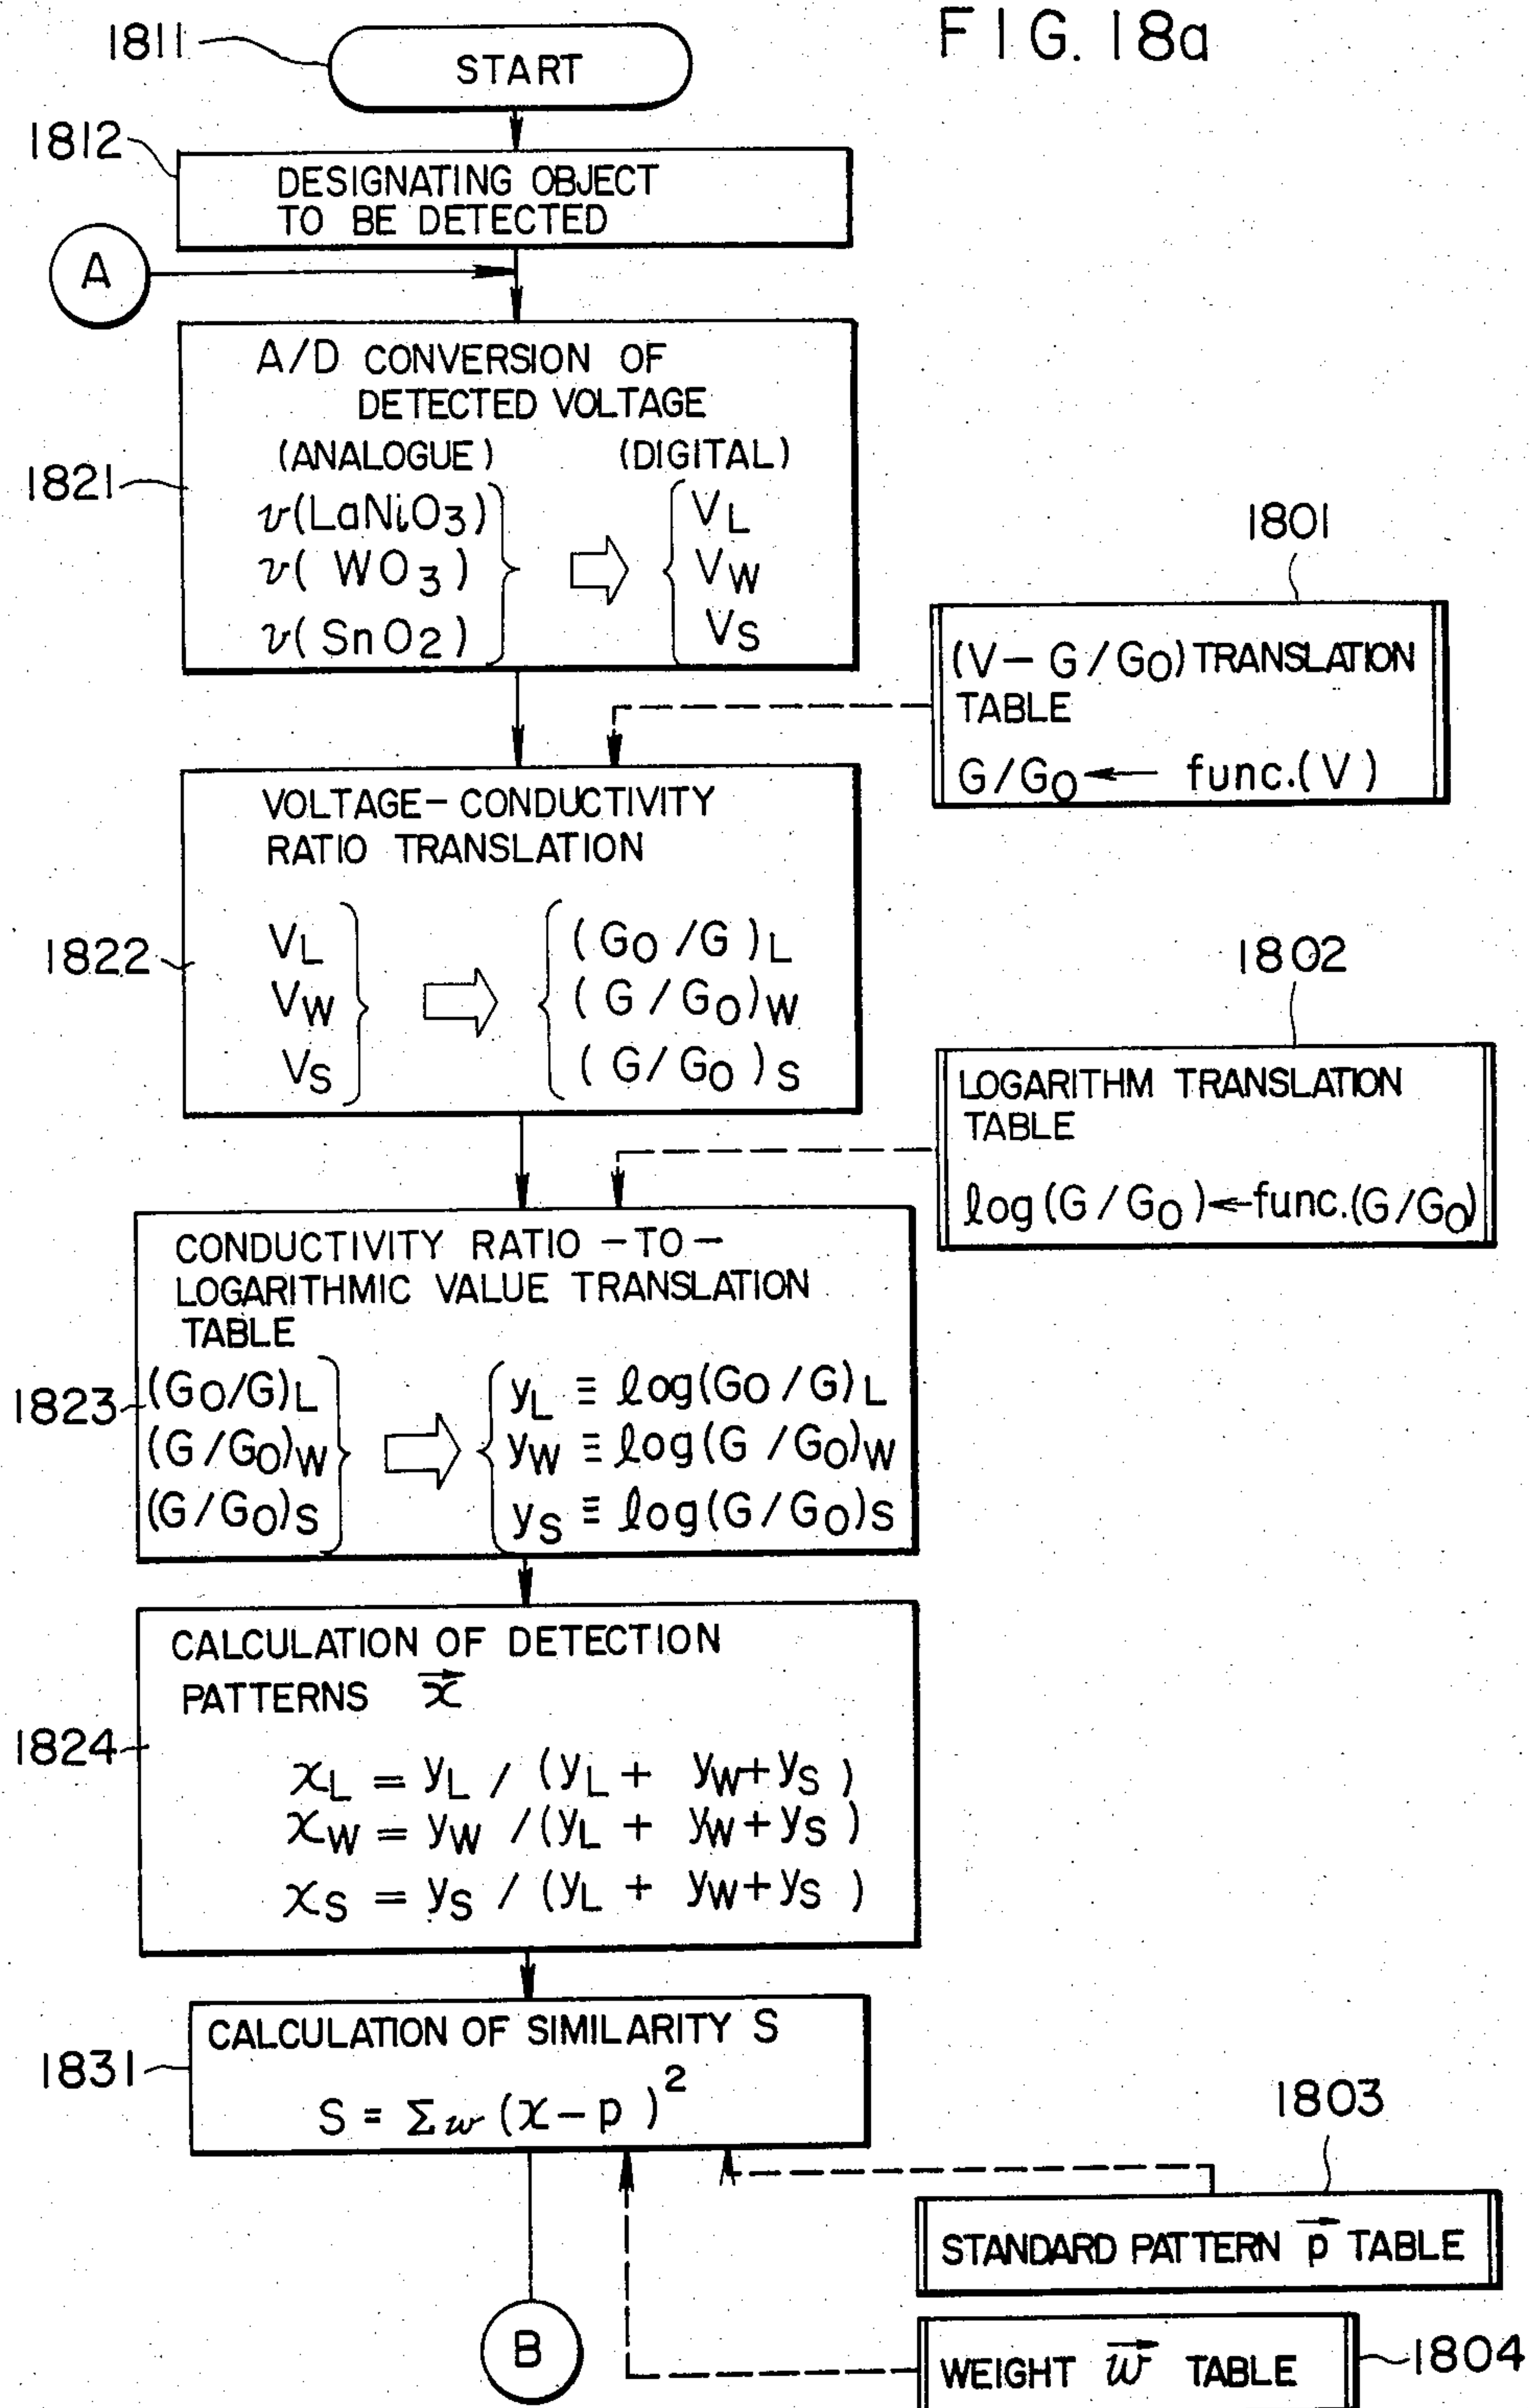 FIG. 18a
1811
START
1812
DESIGNATING OBJECT
TO BE DETECTED
A
A/D CONVERSION OF
DETECTED VOLTAGE
(ANALOGUE) (DIGITAL)
1821
v(LaNiO3) VL
v( WO3) VW
v(SnO2) VS
1801
(V-G/GO) TRANSLATION
TABLE
G/GO ← func.(V)
VOLTAGE-CONDUCTIVITY
RATIO TRANSLATION
1822
VL (GO/G)L
VW (G/GO)W
VS (G/GO)S
1802
LOGARITHM TRANSLATION
TABLE
log(G/GO)←func.(G/GO)
CONDUCTIVITY RATIO -TO-
LOGARITHMIC VALUE TRANSLATION
TABLE
1823
(GO/G)L yL ≡ log(GO/G)L
(G/GO)W yW ≡ log(G/GO)W
(G/GO)S yS ≡ log(G/GO)S
CALCULATION OF DETECTION
PATTERNS x⃗
1824
xL = yL / (yL + yW+yS )
xW = yW /(yL + yW+yS )
xS = yS / (yL + yW+yS )
CALCULATION OF SIMILARITY S
1831
S = Σw (x-p )²
1803
STANDARD PATTERN p⃗ TABLE
B
WEIGHT w⃗ TABLE
1804